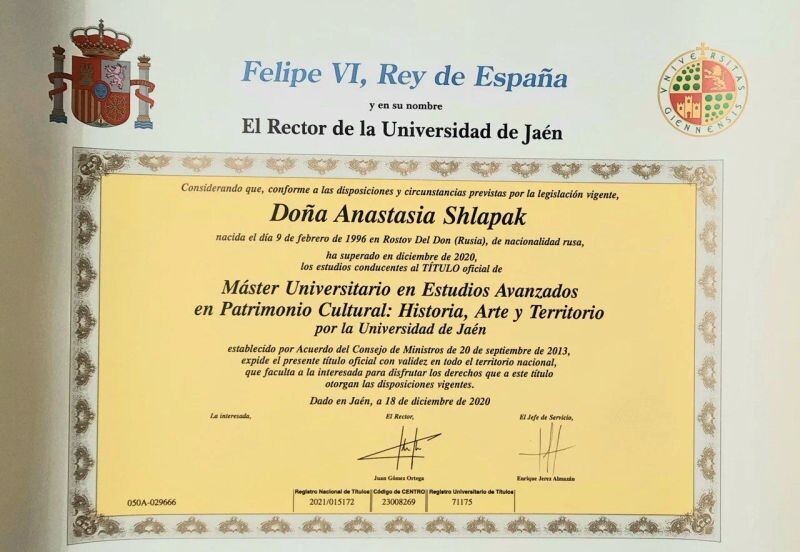 Felipe VI, Rey de España
y en su nombre
El Rector de la Universidad de Jaén
UNIVERSITAS GIENNENSIS
Considerando que, conforme a las disposiciones y circunstancias previstas por la legislación vigente,
Doña Anastasia Shlapak
nacida el día 9 de febrero de 1996 en Rostov Del Don (Rusia), de nacionalidad rusa,
ha superado en diciembre de 2020,
los estudios conducentes al TÍTULO oficial de
Máster Universitario en Estudios Avanzados
en Patrimonio Cultural: Historia, Arte y Territorio
por la Universidad de Jaén
establecido por Acuerdo del Consejo de Ministros de 20 de septiembre de 2013,
expide el presente título oficial con validez en todo el territorio nacional,
que faculta a la interesada para disfrutar los derechos que a este título
otorgan las disposiciones vigentes.
Dado en Jaén, a 18 de diciembre de 2020
La interesada, El Rector, El Jefe de Servicio,
Juan Gómez Ortega Enrique Jerez Almazán
Registro Nacional de Títulos Código de CENTRO Registro Universitario de Títulos
050A-029666 2021/015172 23008269 71175